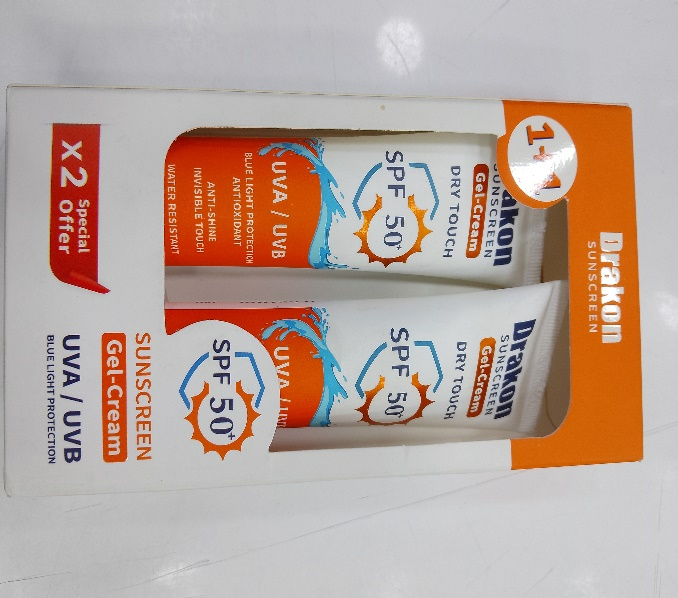 Drakon
SUNSCREEN
1+1
Drakon
SUNSCREEN
Gel-Cream
DRY TOUCH
SPF 50+
UVA / UVB
BLUE LIGHT PROTECTION
ANTIOXIDANT
ANTI-SHINE
INVISIBLE TOUCH
WATER RESISTANT
Drakon
SUNSCREEN
Gel-Cream
DRY TOUCH
SPF 50+
UVA / UVB
SPF 50+
SUNSCREEN
Gel-Cream
UVA / UVB
BLUE LIGHT PROTECTION
x2 Special
Offer